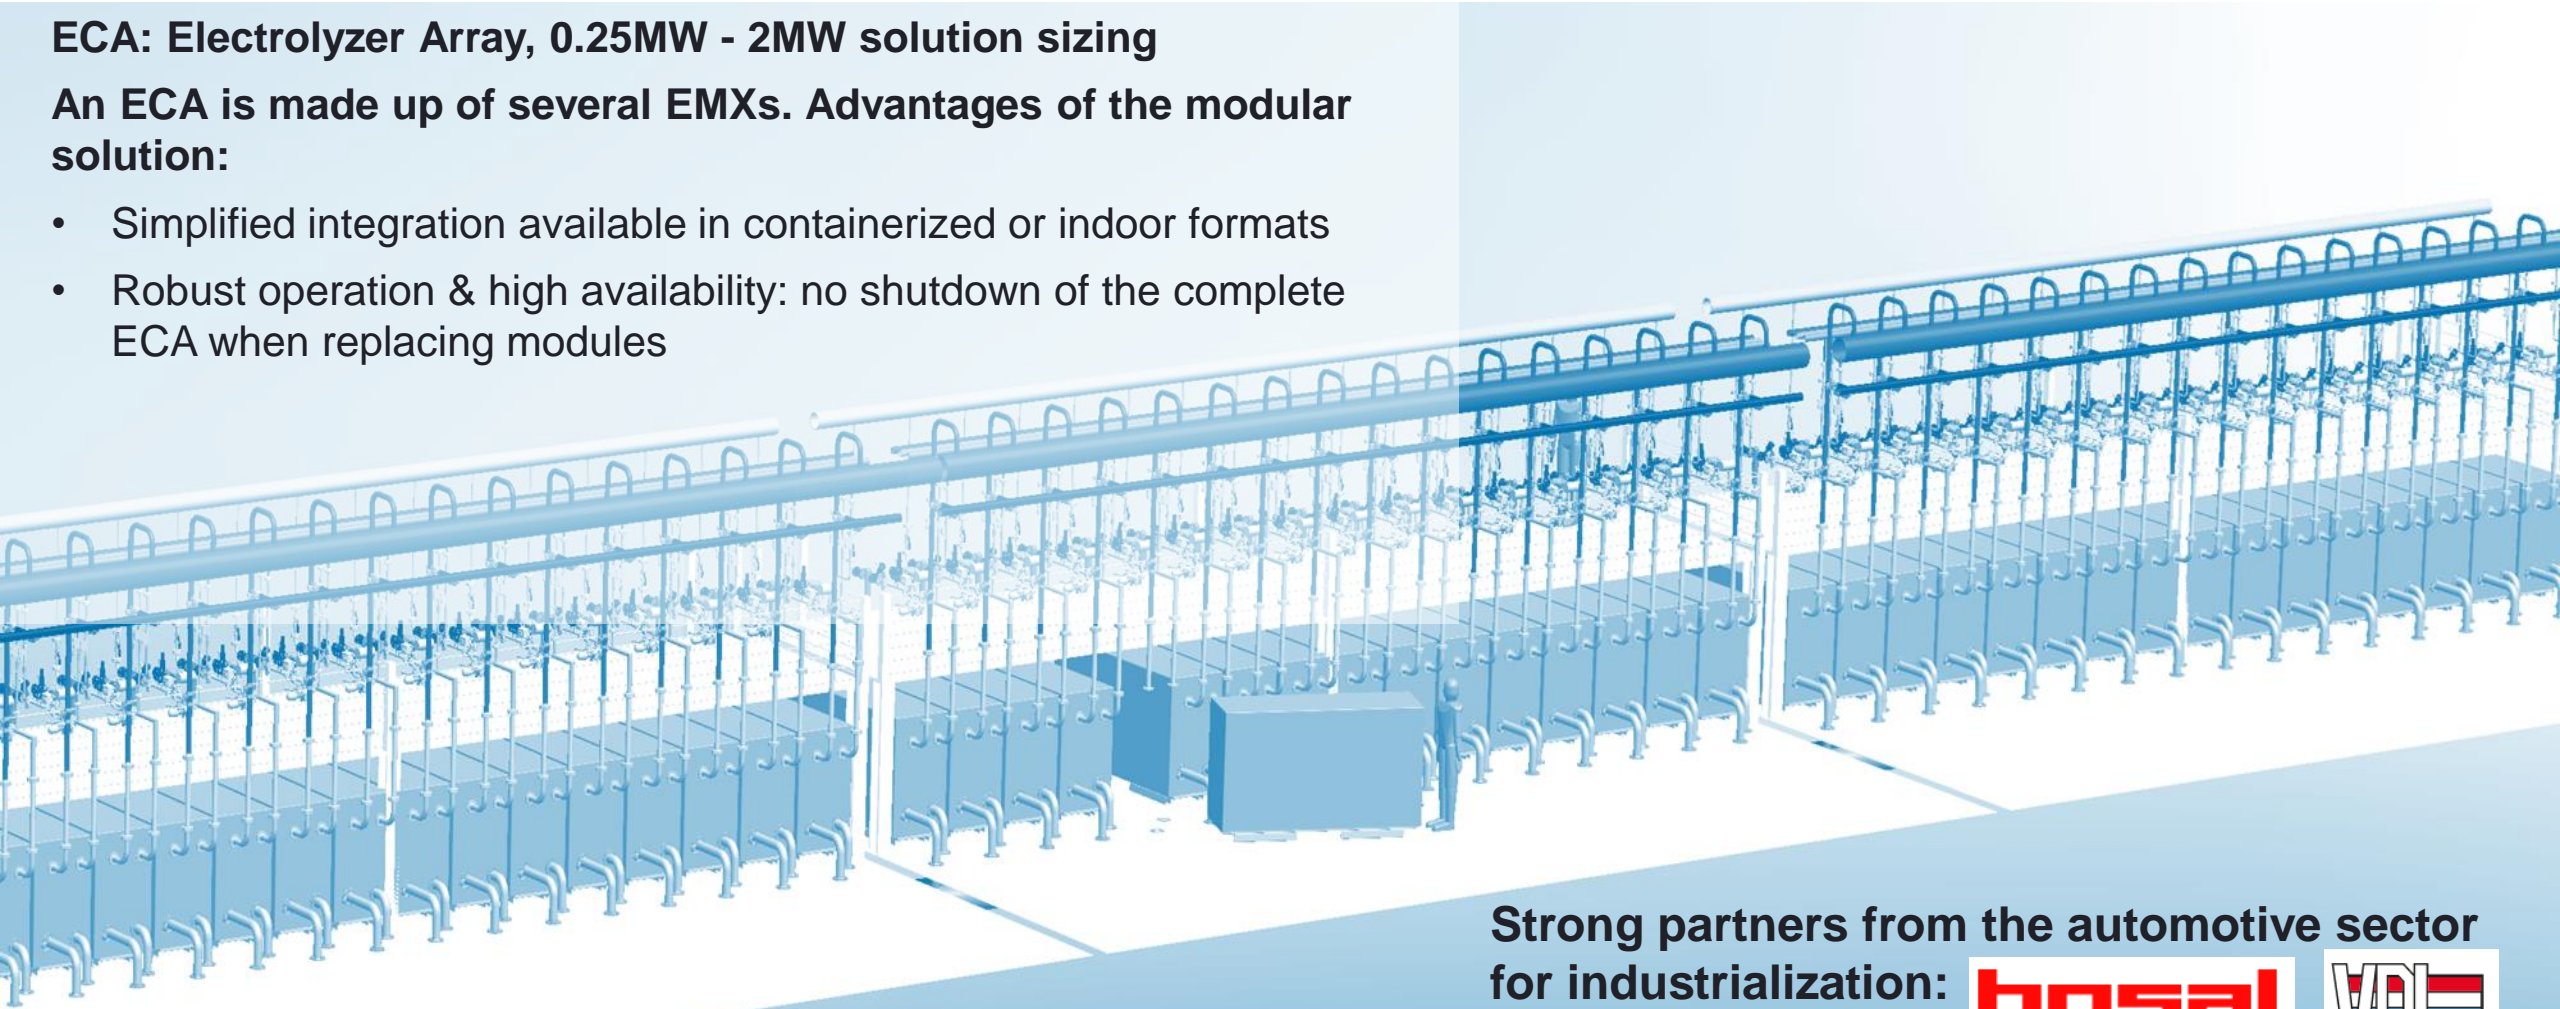 ECA: Electrolyzer Array, 0.25MW - 2MW solution sizing
An ECA is made up of several EMXs. Advantages of the modular
solution:
• Simplified integration available in containerized or indoor formats
• Robust operation & high availability: no shutdown of the complete
ECA when replacing modules
Strong partners from the automotive sector
for industrialization:
bosal
VDL